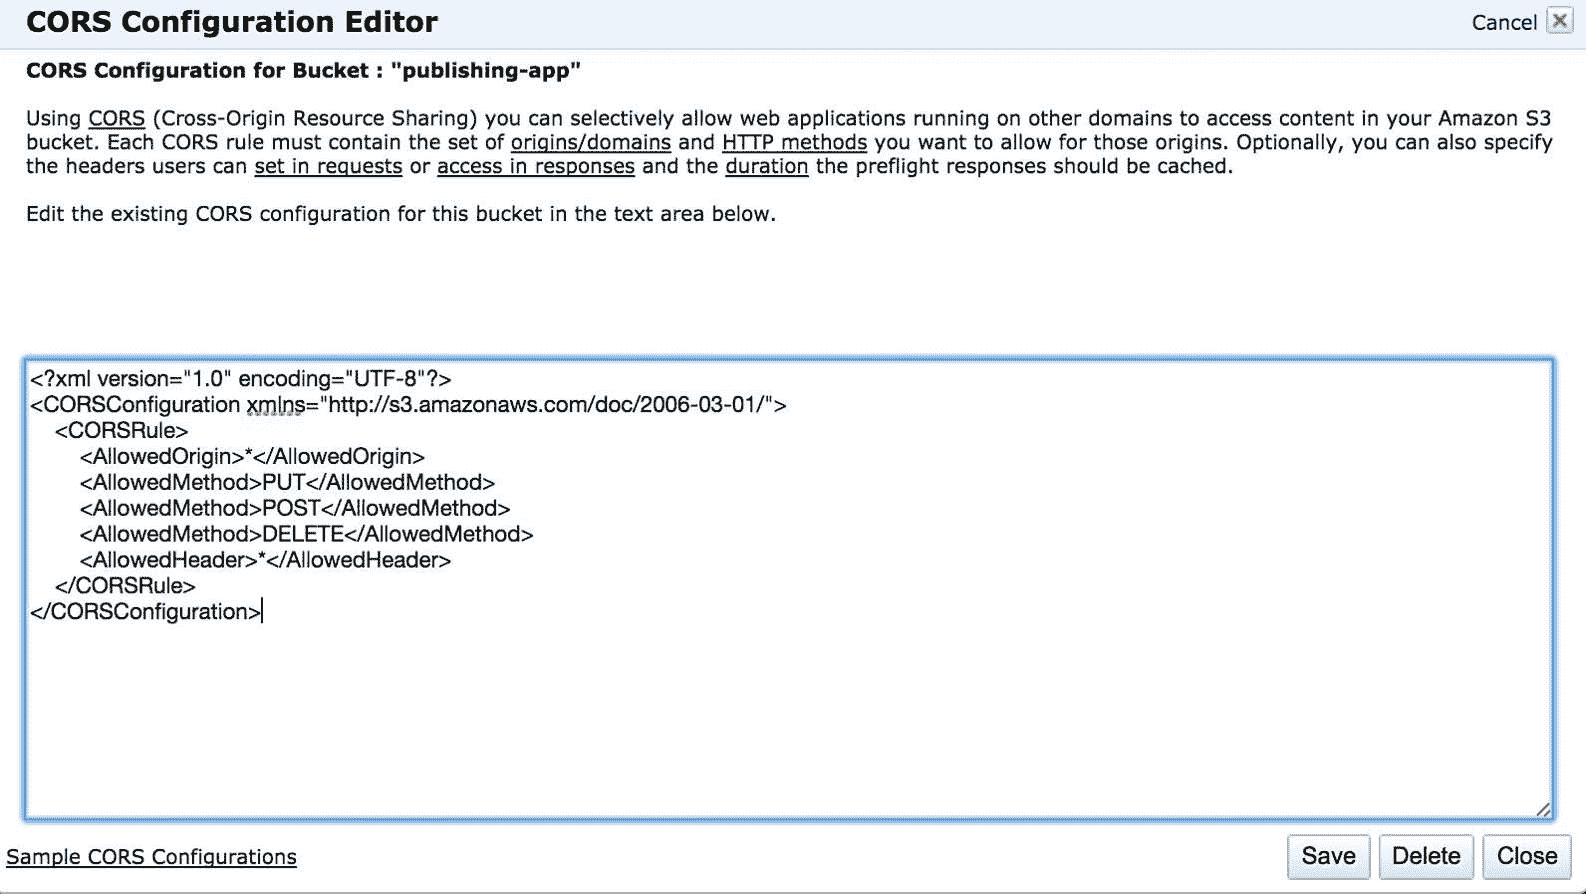 CORS Configuration Editor
Cancel
CORS Configuration for Bucket : "publishing-app"
Using CORS (Cross-Origin Resource Sharing) you can selectively allow web applications running on other domains to access content in your Amazon S3
bucket. Each CORS rule must contain the set of origins/domains and HTTP methods you want to allow for those origins. Optionally, you can also specify
the headers users can set in requests or access in responses and the duration the preflight responses should be cached.
Edit the existing CORS configuration for this bucket in the text area below.
<?xml version="1.0" encoding="UTF-8"?>
<CORSConfiguration xmlns="http://s3.amazonaws.com/doc/2006-03-01/">
    <CORSRule>
        <AllowedOrigin>*</AllowedOrigin>
        <AllowedMethod>PUT</AllowedMethod>
        <AllowedMethod>POST</AllowedMethod>
        <AllowedMethod>DELETE</AllowedMethod>
        <AllowedHeader>*</AllowedHeader>
    </CORSRule>
</CORSConfiguration>
Sample CORS Configurations
Save
Delete
Close